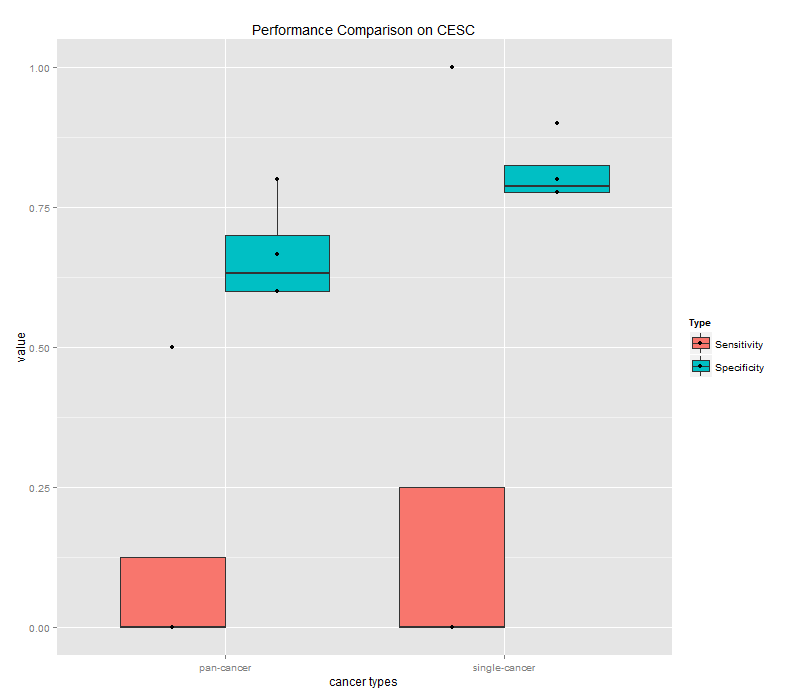 Performance Comparison on CESC
1.00
0.75
0.50
0.25
0.00
value
pan-cancer
single-cancer
cancer types
Type
Sensitivity
Specificity